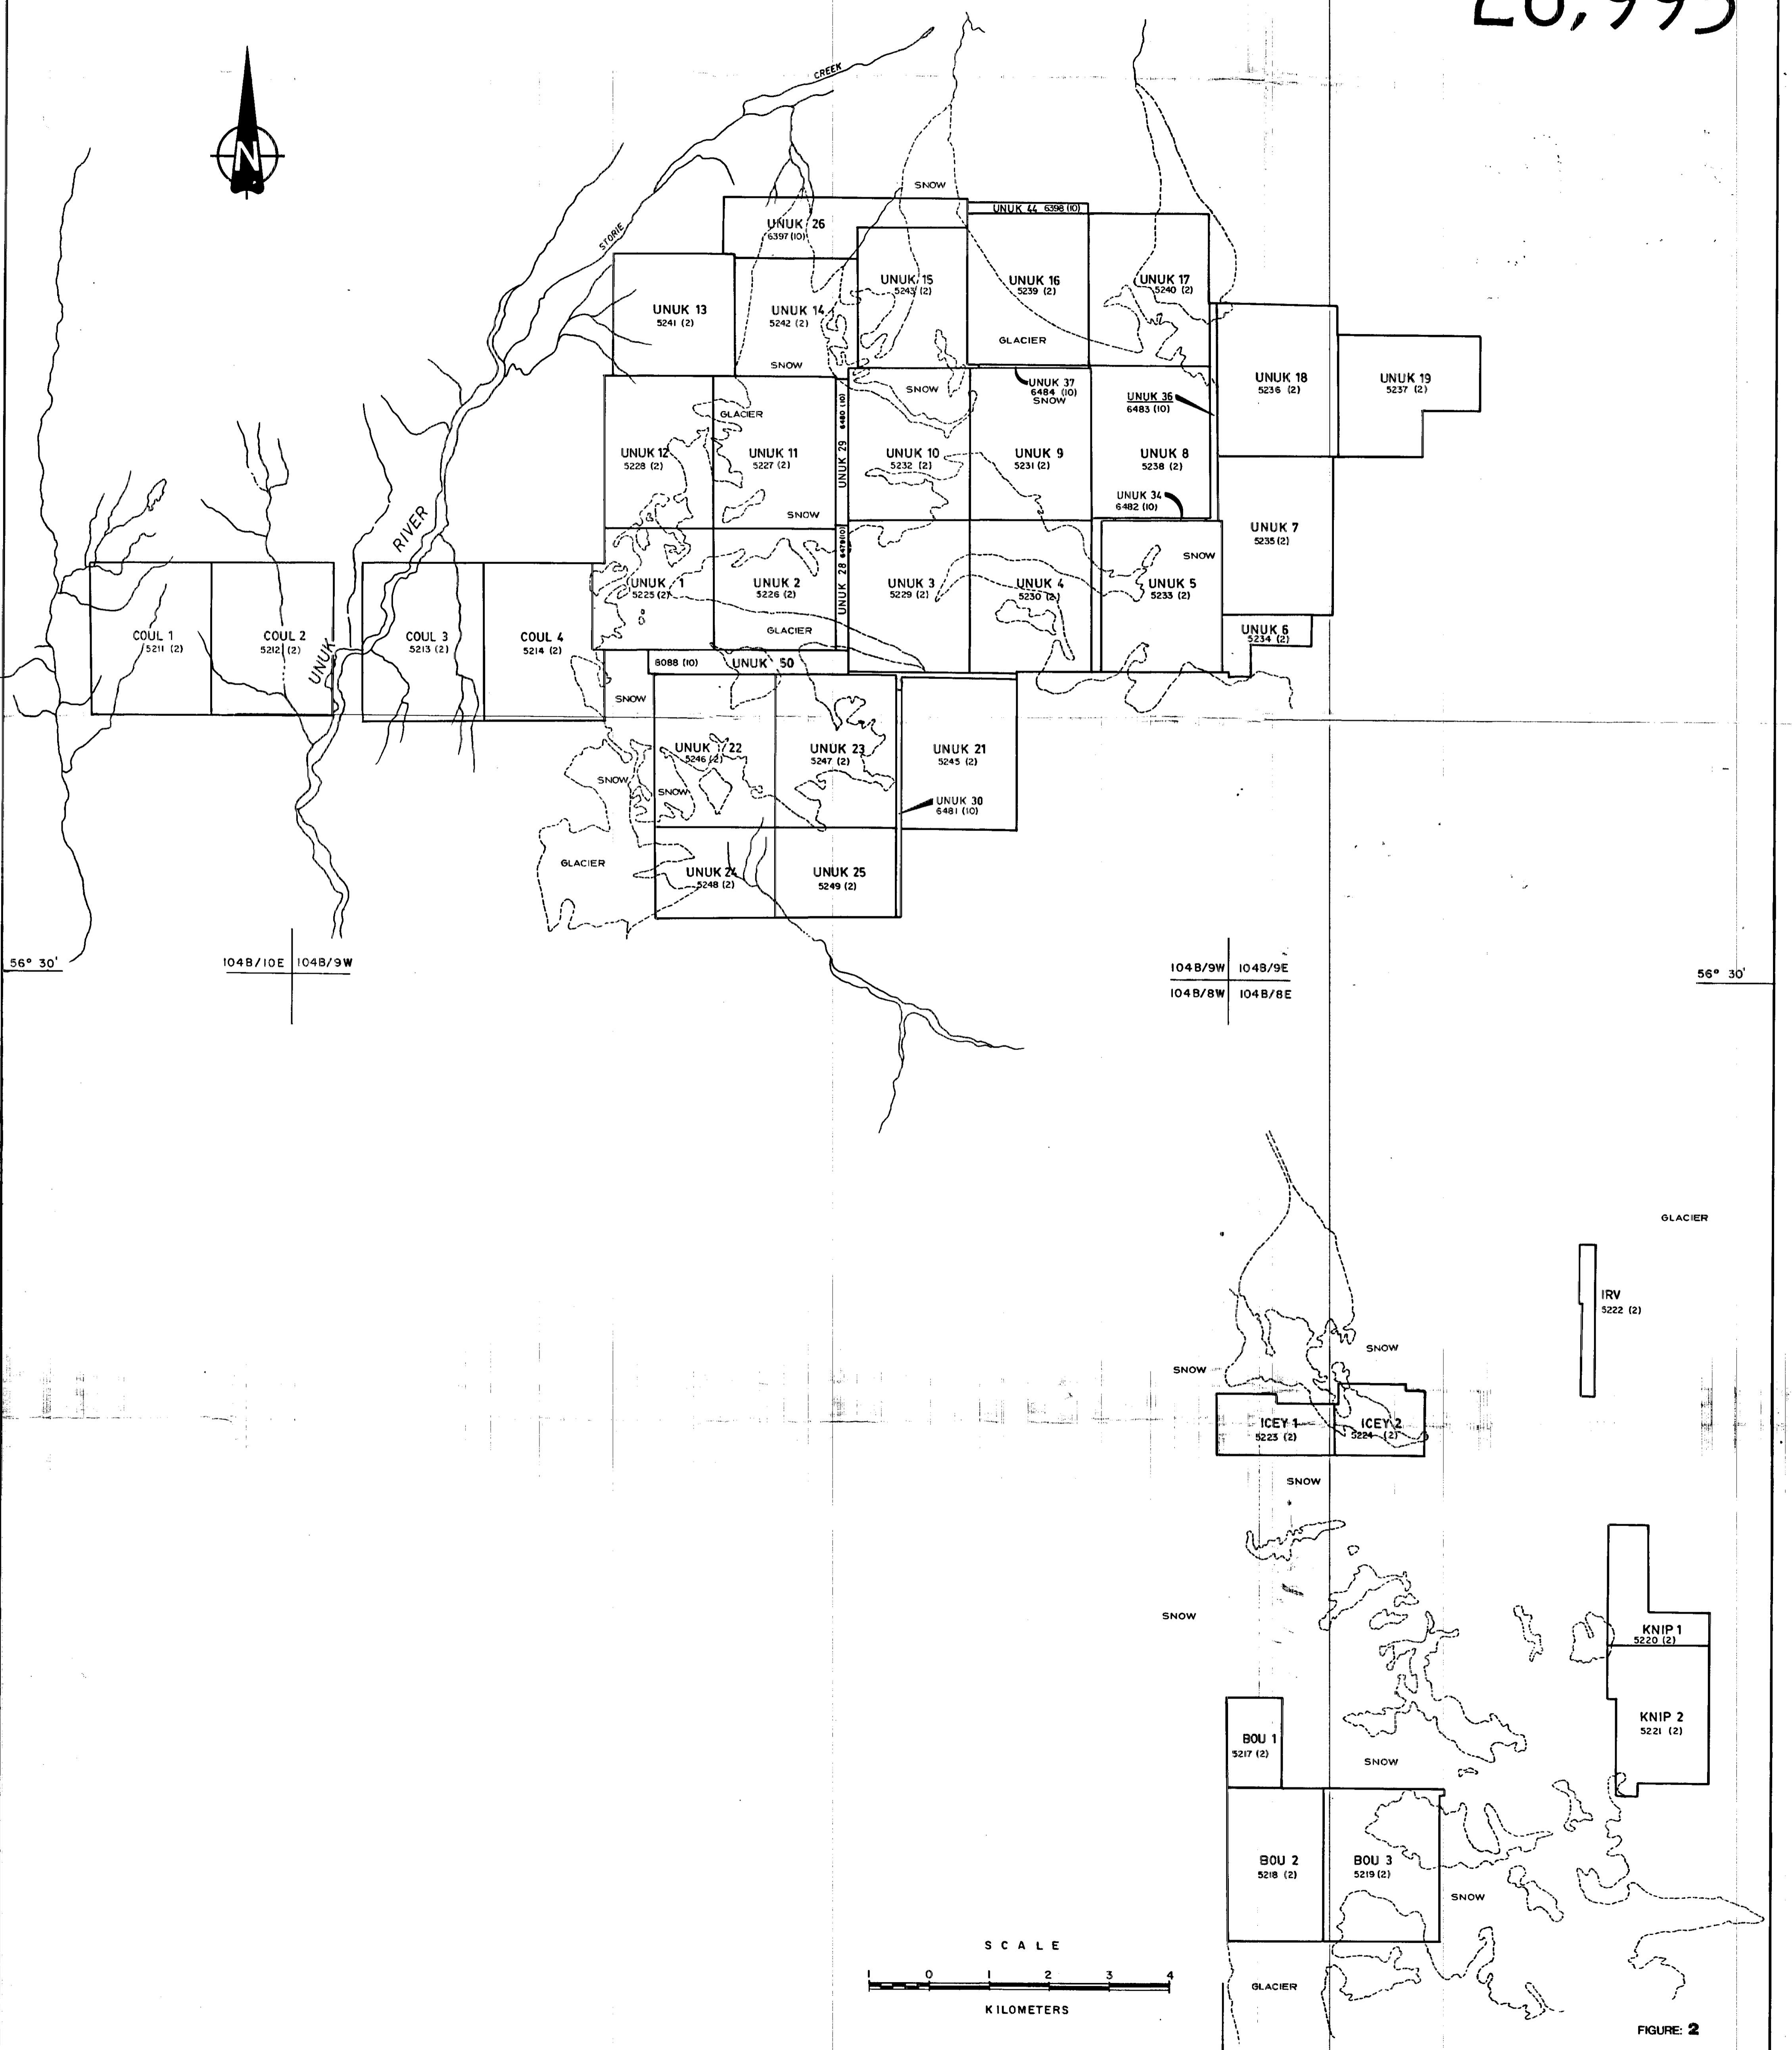 20,995
N
CREEK
STORIE
SNOW
UNUK 26
6397 (10)
UNUK 44 6398 (10)
UNUK 13
5241 (2)
UNUK 14
5242 (2)
SNOW
UNUK 15
5243 (2)
UNUK 16
5239 (2)
GLACIER
UNUK 17
5240 (2)
UNUK 18
5236 (2)
UNUK 19
5237 (2)
UNUK 37
6484 (10)
SNOW
UNUK 36
6483 (10)
SNOW
GLACIER
UNUK 12
5228 (2)
UNUK 11
5227 (2)
SNOW
UNUK 29 6480 (10)
UNUK 10
5232 (2)
UNUK 9
5231 (2)
UNUK 8
5238 (2)
UNUK 34
6482 (10)
UNUK 7
5235 (2)
RIVER
UNUK
UNUK 1
5225 (2)
UNUK 2
5226 (2)
GLACIER
UNUK 28 6479 (10)
UNUK 3
5229 (2)
UNUK 4
5230 (2)
SNOW
UNUK 5
5233 (2)
UNUK 6
5234 (2)
COUL 1
5211 (2)
COUL 2
5212 (2)
COUL 3
5213 (2)
COUL 4
5214 (2)
6088 (10) UNUK 50
SNOW
UNUK 22
5246 (2)
UNUK 23
5247 (2)
UNUK 21
5245 (2)
SNOW
SNOW
UNUK 30
6481 (10)
GLACIER
UNUK 24
5248 (2)
UNUK 25
5249 (2)
56° 30'
104B/10E 104B/9W
104B/9W 104B/9E
104B/8W 104B/8E
56° 30'
GLACIER
IRV
5222 (2)
SNOW
SNOW
ICEY 1
5223 (2)
ICEY 2
5224 (2)
SNOW
SNOW
KNIP 1
5220 (2)
KNIP 2
5221 (2)
BOU 1
5217 (2)
SNOW
BOU 2
5218 (2)
BOU 3
5219 (2)
SNOW
SCALE
1 0 1 2 3 4
KILOMETERS
GLACIER
FIGURE: 2